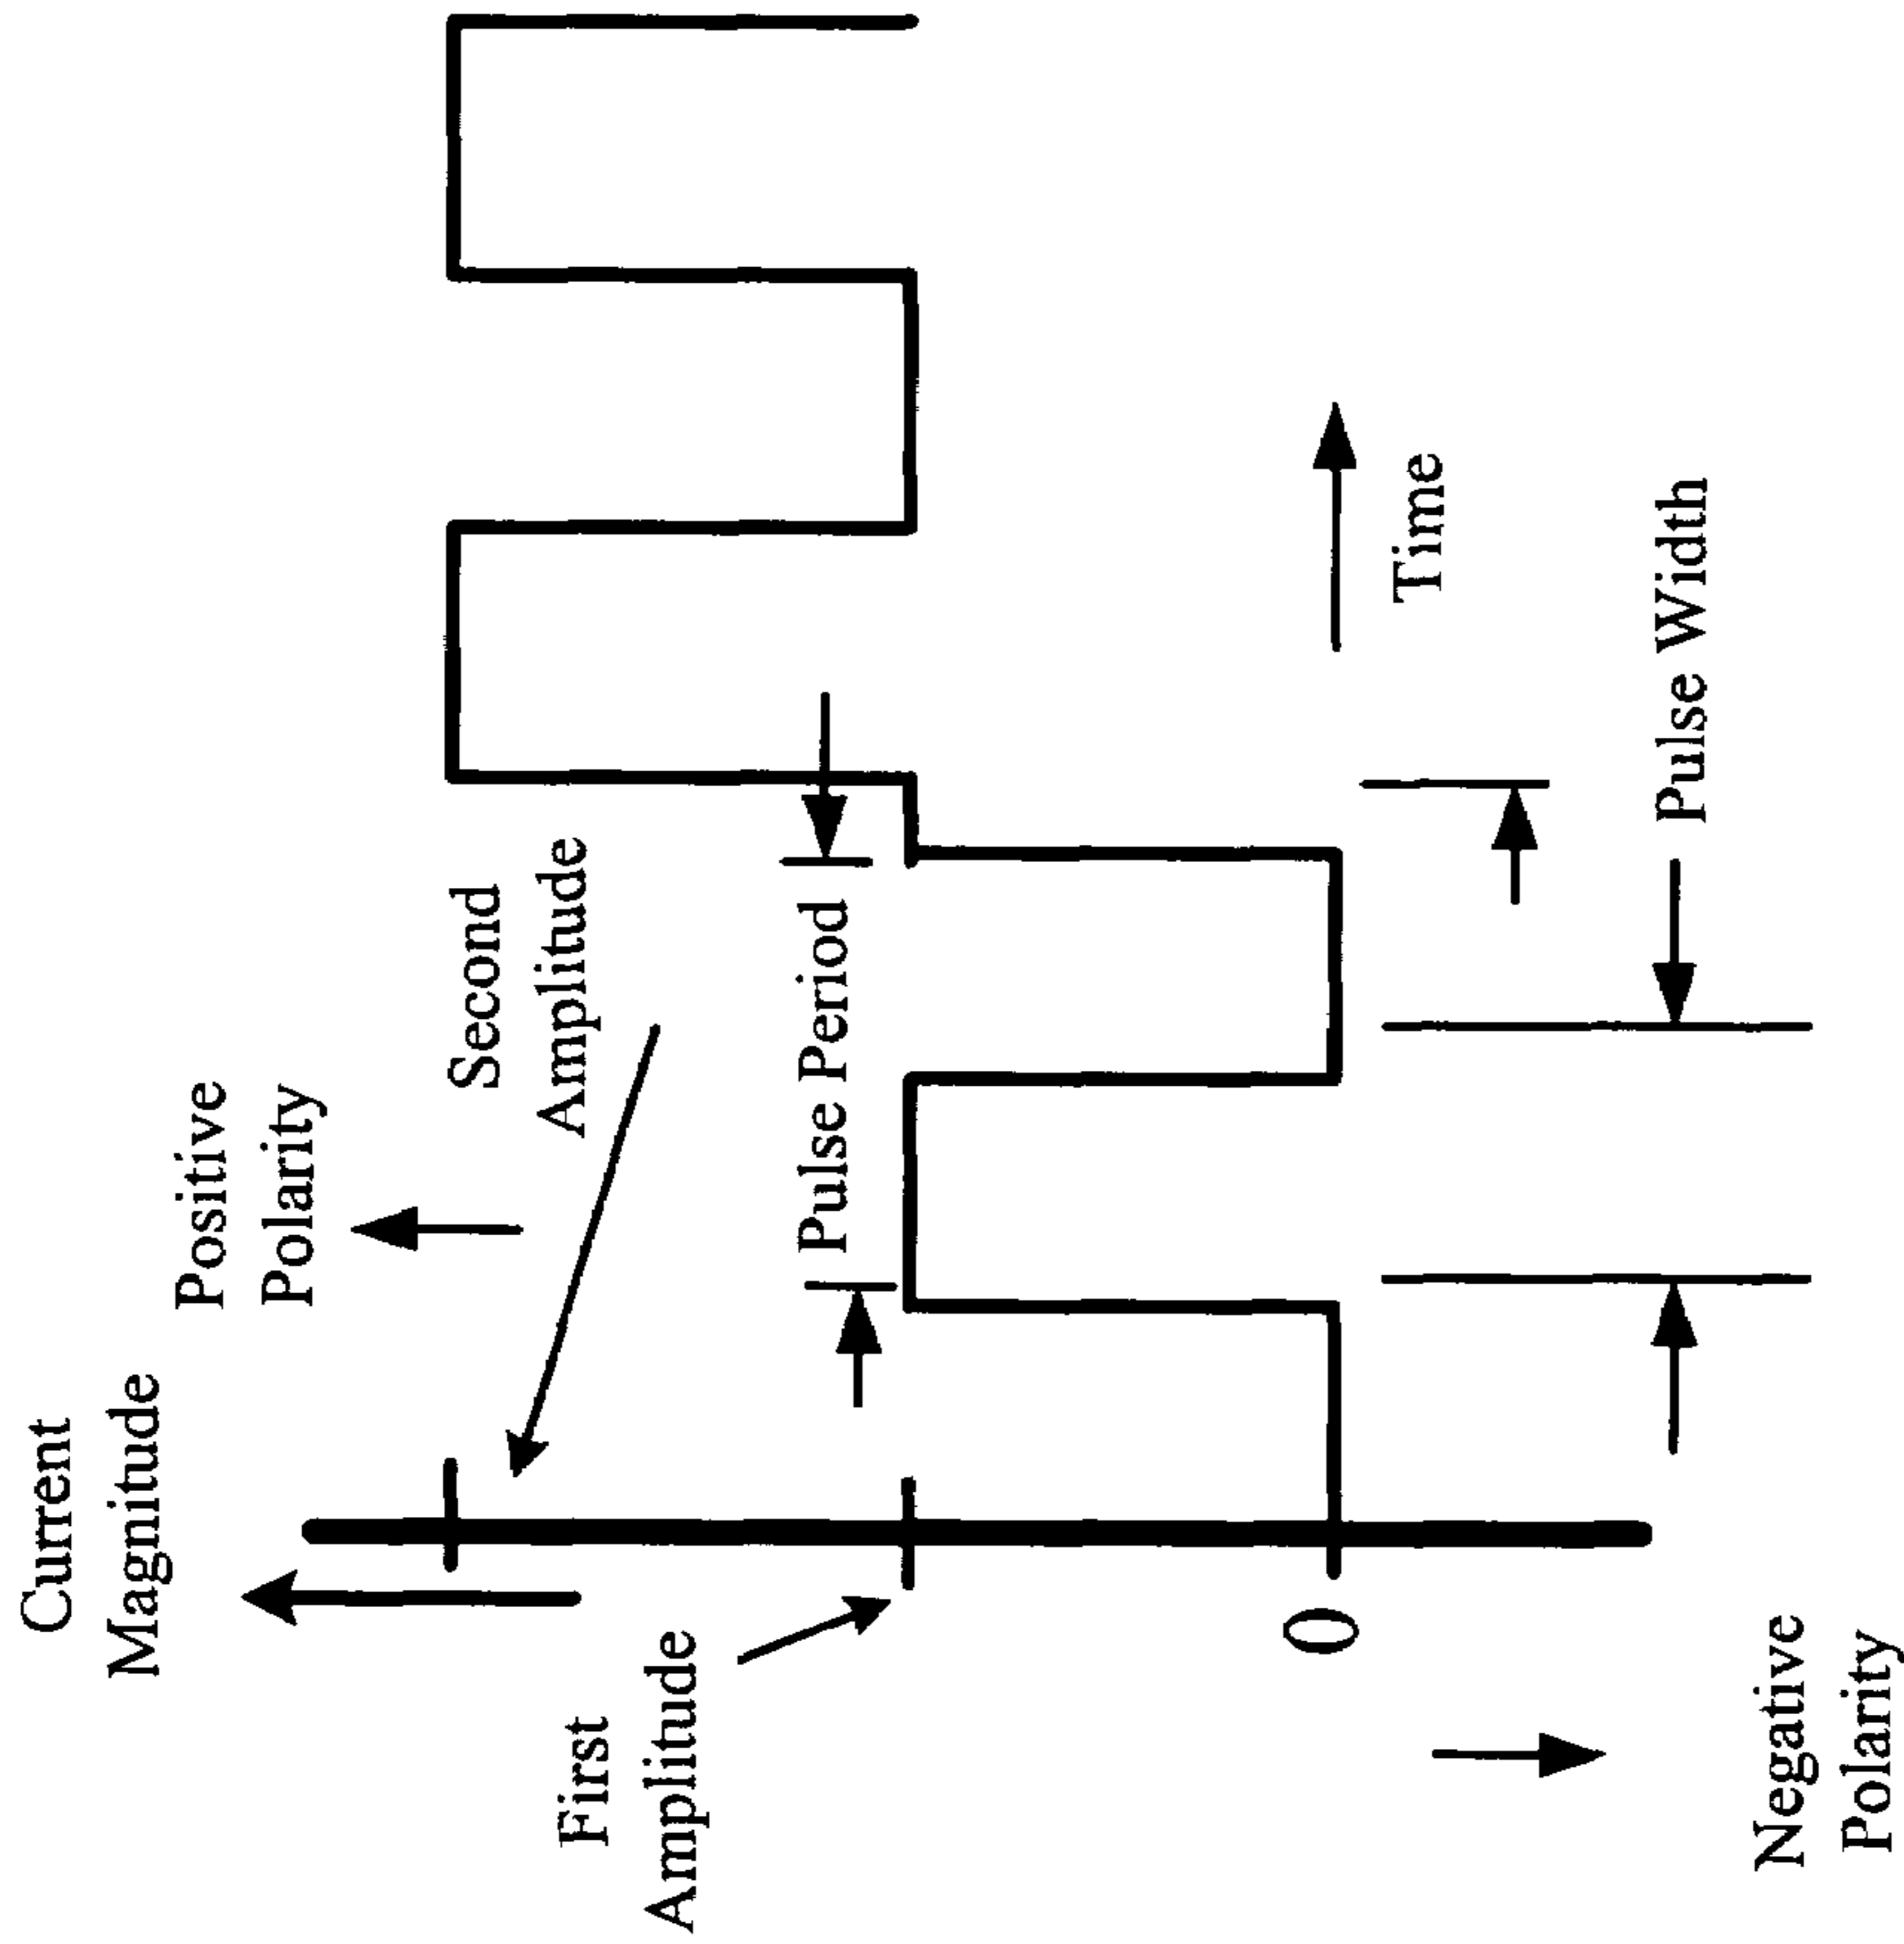 Current
Magnitude
Positive
Polarity
First
Amplitude
Second
Amplitude
Pulse Period
0
Time
Negative
Polarity
Pulse Width